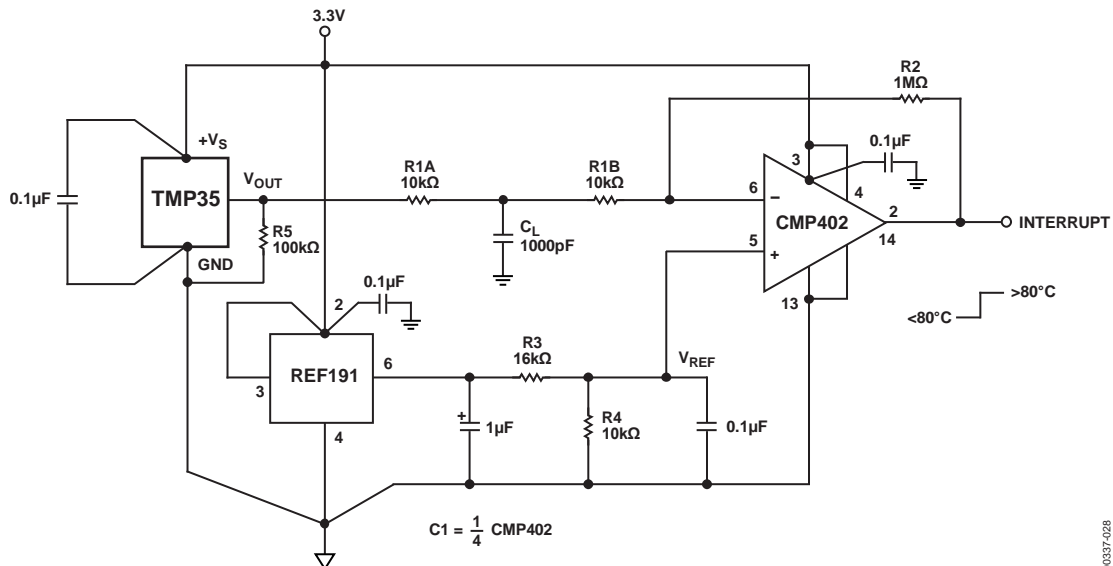 3.3V
R2
1MΩ
+VS
0.1µF
TMP35
VOUT
R1A
10kΩ
R1B
10kΩ
3
0.1µF
4
6
−
CMP402
2
14
INTERRUPT
R5
100kΩ
CL
1000pF
5
+
GND
0.1µF
2
13
>80°C
<80°C
REF191
3
6
4
R3
16kΩ
VREF
+
1µF
R4
10kΩ
0.1µF
C1 = 1/4 CMP402
0337-028